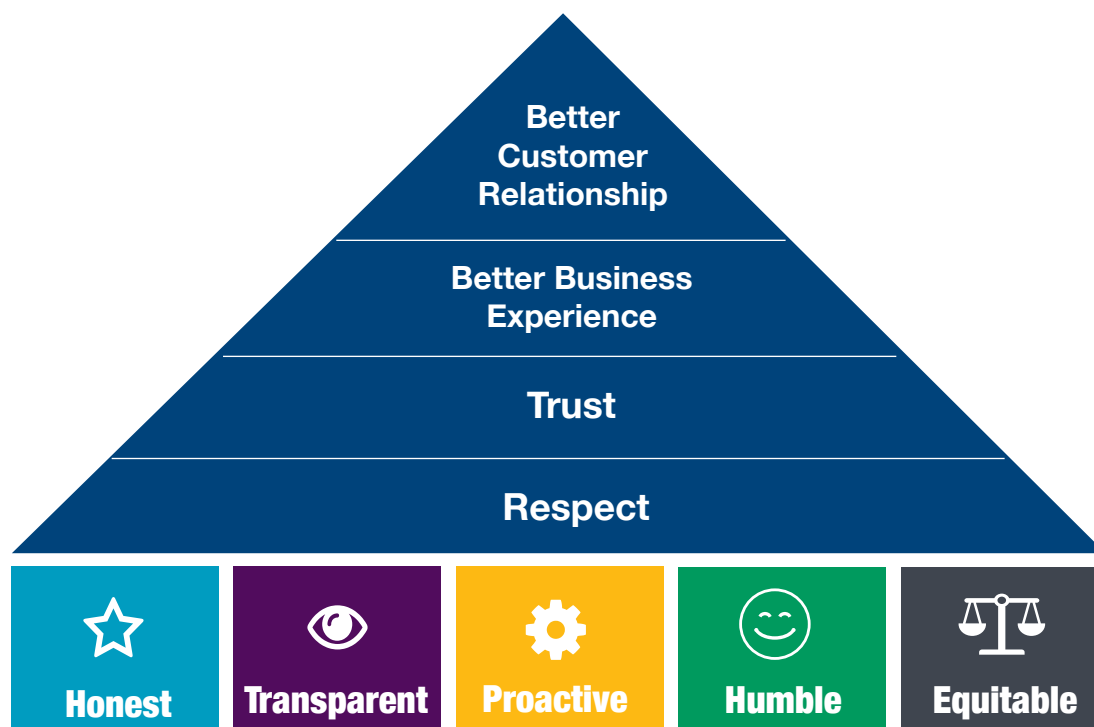 Better
Customer
Relationship
Better Business
Experience
Trust
Respect
Honest
Transparent
Proactive
Humble
Equitable